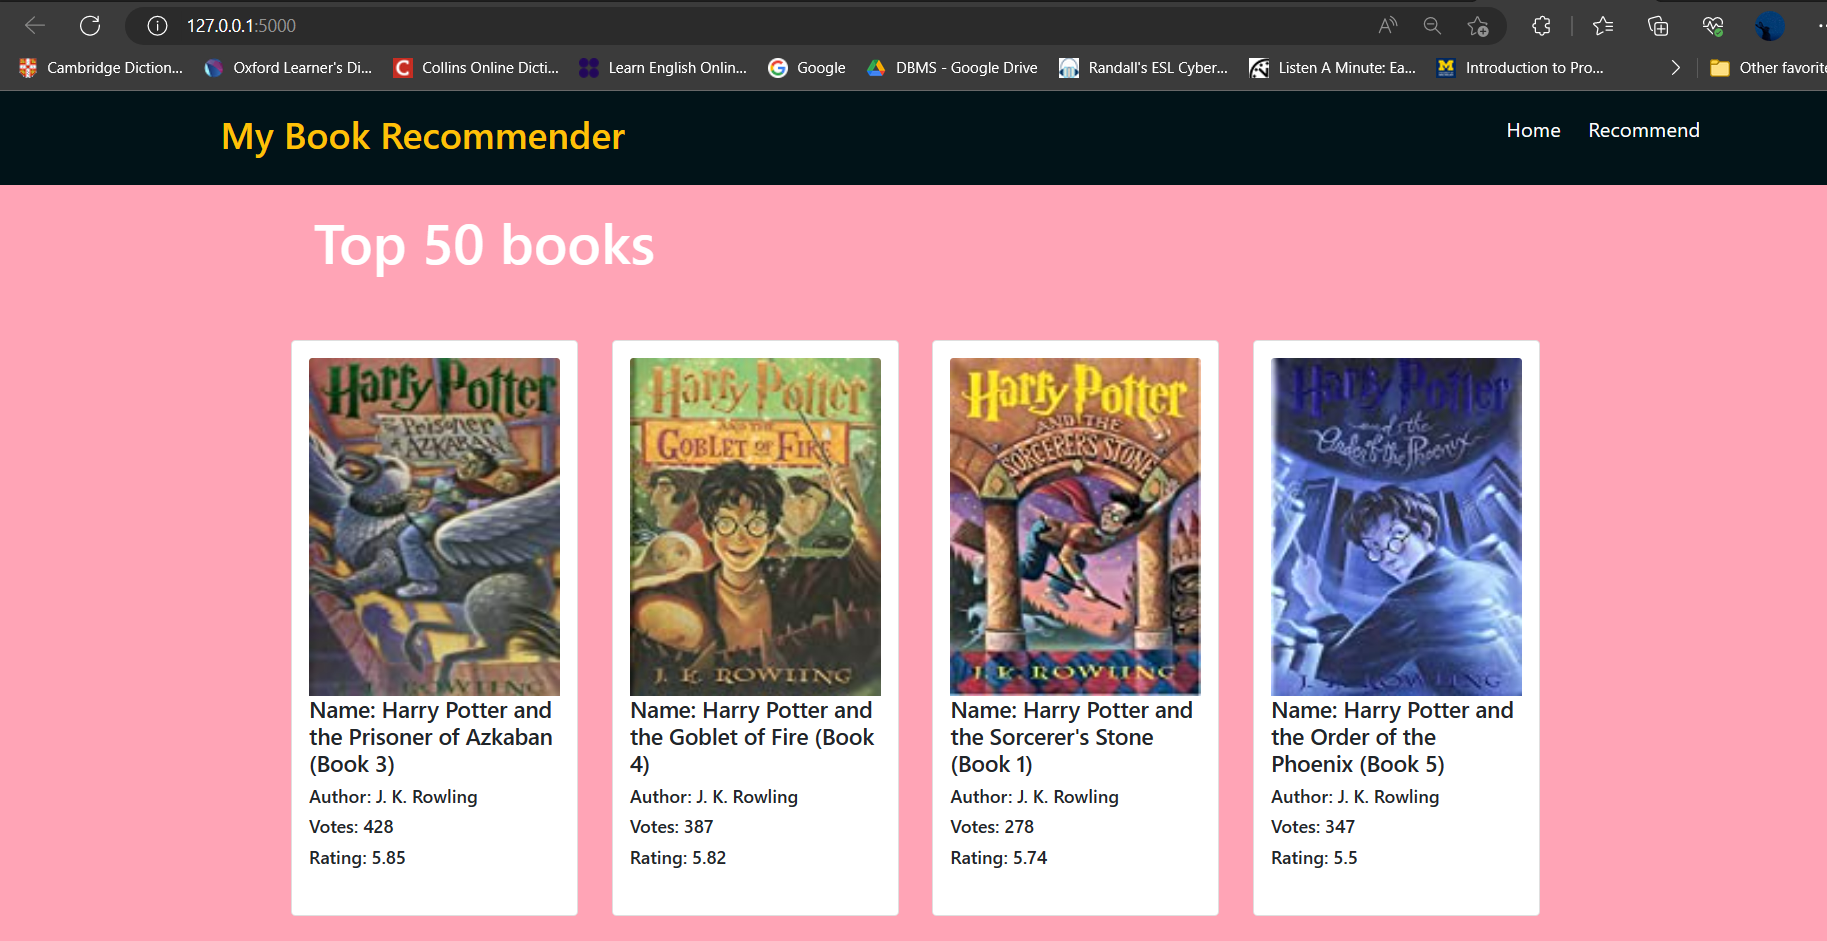 127.0.0.1:5000
Cambridge Diction...
Oxford Learner's Di...
Collins Online Dicti...
Learn English Onlin...
Google
DBMS - Google Drive
Randall's ESL Cyber...
Listen A Minute: Ea...
Introduction to Pro...
Other favorite
My Book Recommender
Home
Recommend
Top 50 books
Harry Potter
Prisoner
of AZKABAN
J. K. ROWLING
Name: Harry Potter and
the Prisoner of Azkaban
(Book 3)
Author: J. K. Rowling
Votes: 428
Rating: 5.85
Harry Potter
AND THE
GOBLET OF FIRE
J. K. ROWLING
Name: Harry Potter and
the Goblet of Fire (Book
4)
Author: J. K. Rowling
Votes: 387
Rating: 5.82
Harry Potter
AND THE
SORCERER'S STONE
J. K. ROWLING
Name: Harry Potter and
the Sorcerer's Stone
(Book 1)
Author: J. K. Rowling
Votes: 278
Rating: 5.74
Harry Potter
and the
Order of the Phoenix
J. K. ROWLING
Name: Harry Potter and
the Order of the
Phoenix (Book 5)
Author: J. K. Rowling
Votes: 347
Rating: 5.5